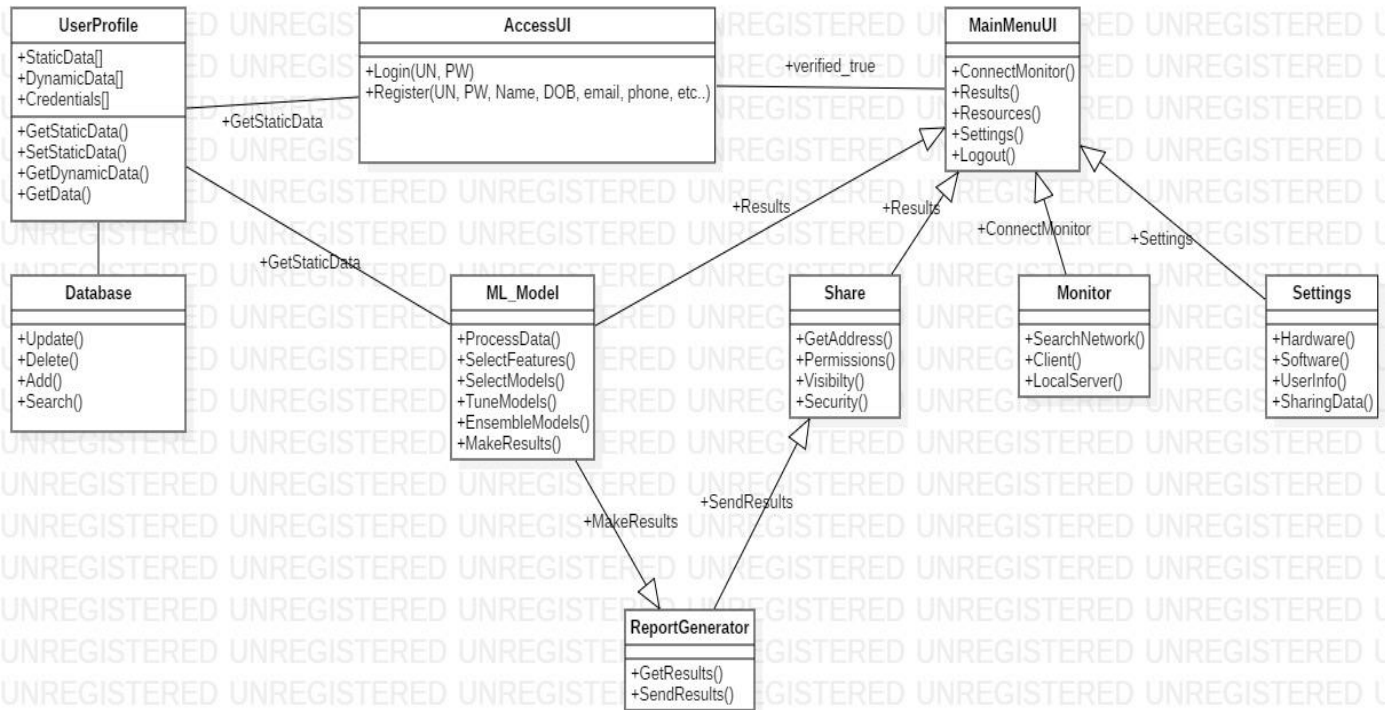 UserProfile
+StaticData[]
+DynamicData[]
+Credentials[]
+GetStaticData()
+SetStaticData()
+GetDynamicData()
+GetData()
+GetStaticData
AccessUI
+Login(UN, PW)
+Register(UN, PW, Name, DOB, email, phone, etc..)
+verified_true
MainMenuUI
+ConnectMonitor()
+Results()
+Resources()
+Settings()
+Logout()
+GetStaticData
+Results
+Results
+ConnectMonitor
+Settings
Database
+Update()
+Delete()
+Add()
+Search()
ML_Model
+ProcessData()
+SelectFeatures()
+SelectModels()
+TuneModels()
+EnsembleModels()
+MakeResults()
Share
+GetAddress()
+Permissions()
+Visibilty()
+Security()
Monitor
+SearchNetwork()
+Client()
+LocalServer()
Settings
+Hardware()
+Software()
+UserInfo()
+SharingData()
+MakeResults
+SendResults
ReportGenerator
+GetResults()
+SendResults()
UNREGISTERED